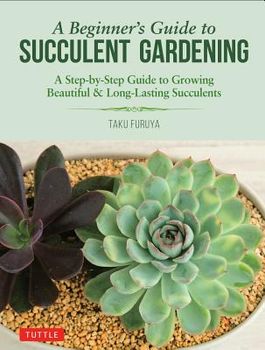 A Beginner's Guide to
SUCCULENT GARDENING
A Step-by-Step Guide to Growing
Beautiful & Long-Lasting Succulents
TAKU FURUYA
TUTTLE